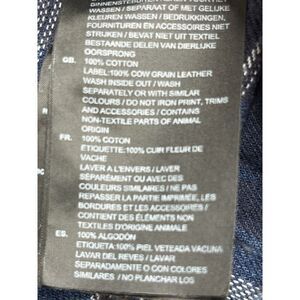 WASSEN / SEPARAAT OF MET GELIJKE
KLEUREN WASSEN / BEDRUKKINGEN,
FOURNITUREN EN ACCESSOIRES NIET
STRIJKEN / BEVAT NIET UIT TEXTIEL
BESTAANDE DELEN VAN DIERLIJKE
OORSPRONG
GB. 100% COTTON
LABEL:100% COW GRAIN LEATHER
WASH INSIDE OUT / WASH
SEPARATELY OR WITH SIMILAR
COLOURS / DO NOT IRON PRINT, TRIMS
AND ACCESSOIRES / CONTAINS
NON-TEXTILE PARTS OF ANIMAL
ORIGIN
FR. 100% COTON
ETIQUETTE:100% CUIR FLEUR DE
VACHE
LAVER A L'ENVERS / LAVER
SÉPARÉMENT OU AVEC DES
COULEURS SIMILAIRES / NE PAS
REPASSER LA PARTIE IMPRIMÉE, LES
BORDURES ET LES ACCESSOIRES /
CONTIENT DES ÉLÉMENTS NON
TEXTILES D'ORIGINE ANIMALE
ES. 100% ALGODÓN
ETIQUETA:100% PIEL VETEADA VACUNA
LAVAR DEL REVES / LAVAR
SEPARADAMENTE O CON COLORES
SIMILARES / NO PLANCHAR LOS